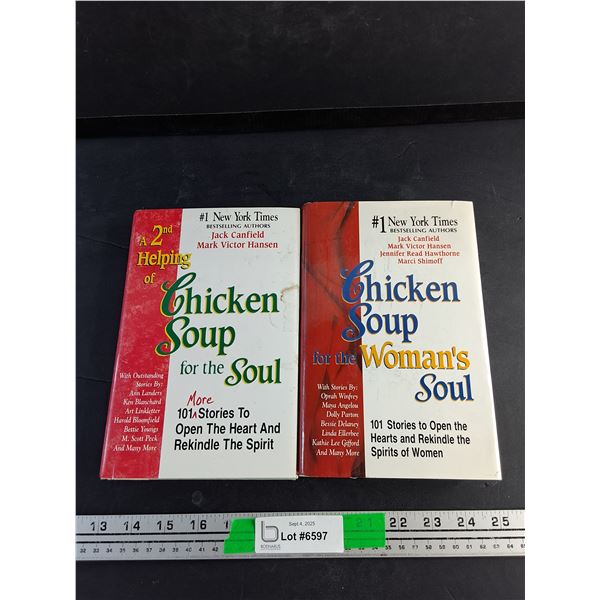 A 2nd
Helping
of
#1 New York Times
BESTSELLING AUTHORS
Jack Canfield
Mark Victor Hansen
Chicken
Soup
for the Soul
More
101 Stories To
Open The Heart And
Rekindle The Spirit
With Outstanding
Stories By:
Ann Landers
Ken Blanchard
Art Linkletter
Harold Bloomfield
Bettie Youngs
M. Scott Peck
And Many More
#1 New York Times
BESTSELLING AUTHORS
Jack Canfield
Mark Victor Hansen
Jennifer Read Hawthorne
Marci Shimoff
Chicken
Soup
for the Woman's
Soul
With Stories By:
Oprah Winfrey
Maya Angelou
Dolly Parton
Bessie Delaney
Linda Ellerbee
Kathie Lee Gifford
And Many More
101 Stories to Open the
Hearts and Rekindle the
Spirits of Women
13 14 15 16 21 22 23 24 25
Sept 4, 2025
Lot #6597
BODNARUS